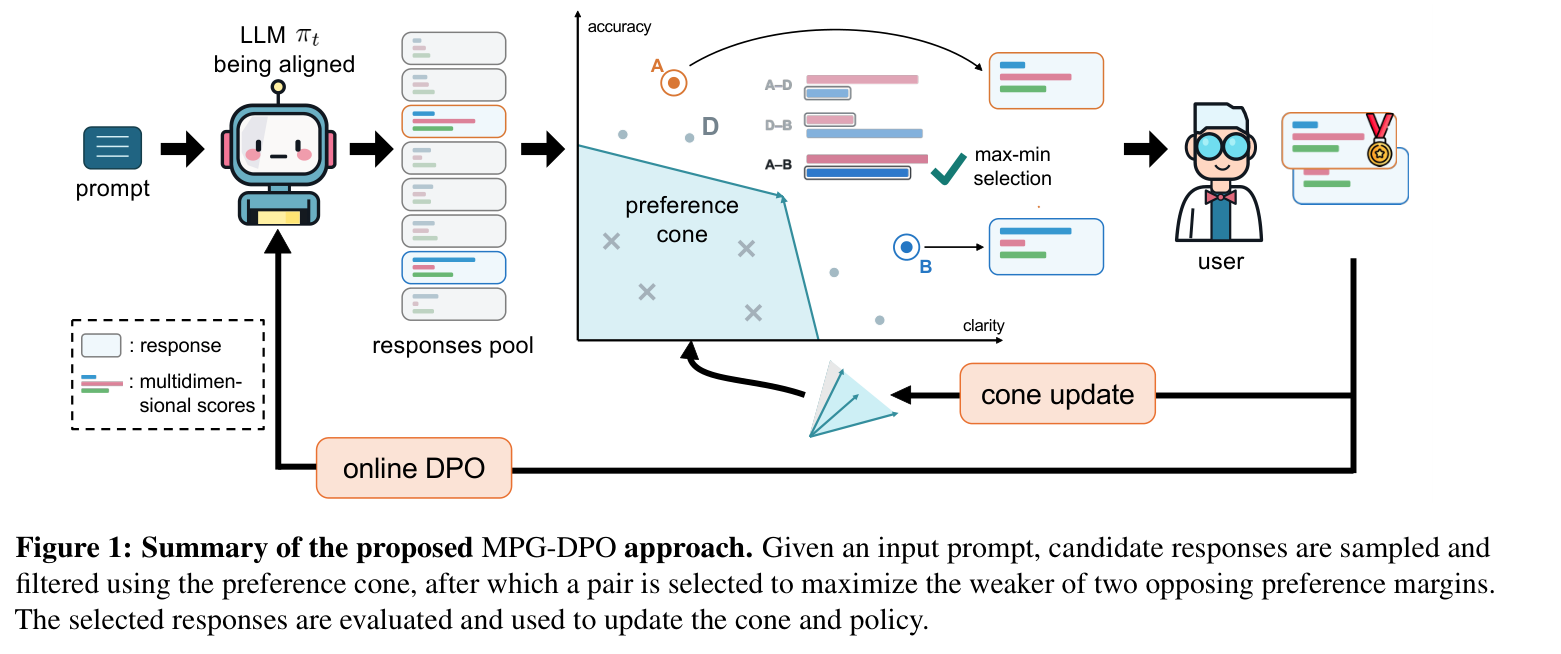 LLM π_t
being aligned
prompt
responses pool
: response
: multidimen-
sional scores
accuracy
A
D
A–D
D–B
A–B
max-min
selection
preference
cone
B
clarity
user
cone update
online DPO
Figure 1: Summary of the proposed MPG-DPO approach. Given an input prompt, candidate responses are sampled and
filtered using the preference cone, after which a pair is selected to maximize the weaker of two opposing preference margins.
The selected responses are evaluated and used to update the cone and policy.